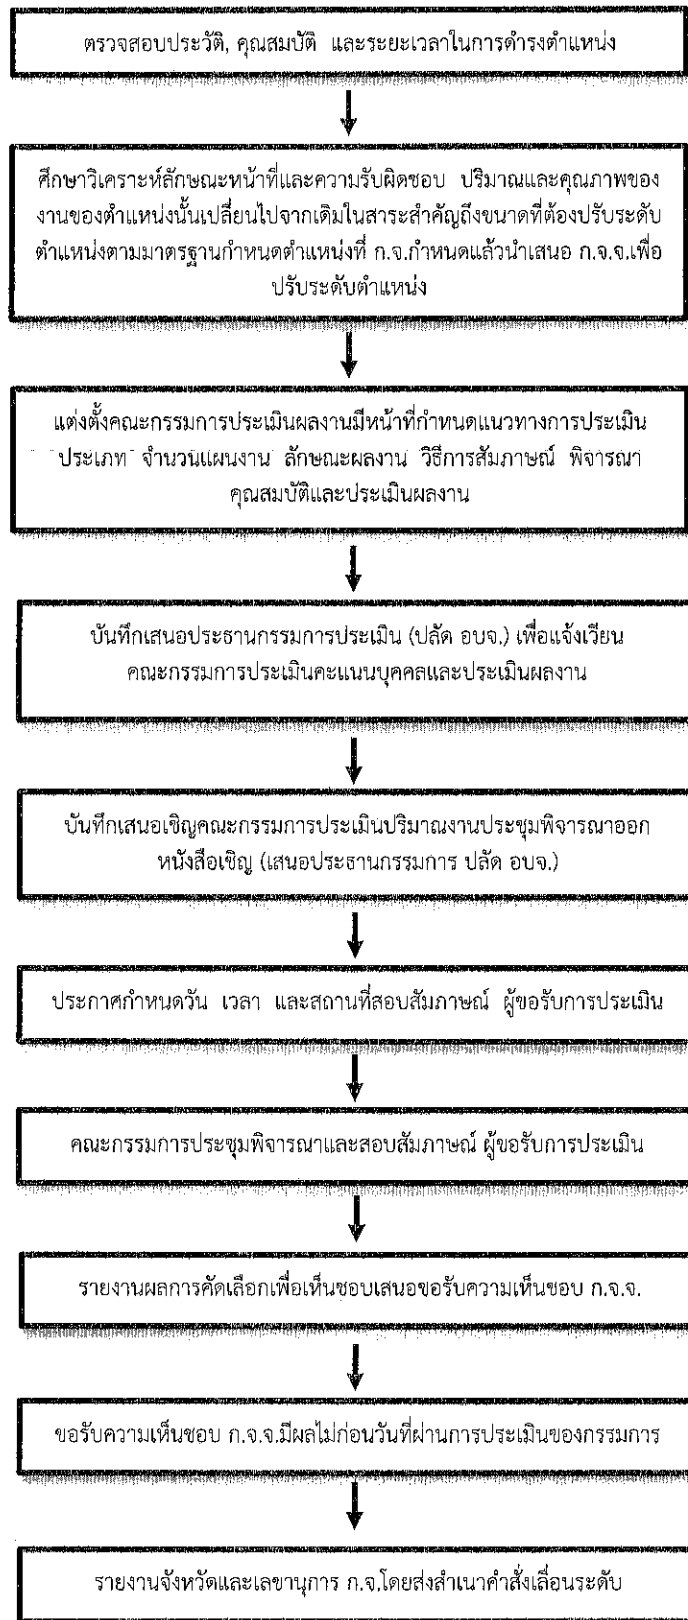 ตรวจสอบประวัติ, คุณสมบัติ และระยะเวลาในการดำรงตำแหน่ง
ศึกษาวิเคราะห์ลักษณะหน้าที่และความรับผิดชอบ ปริมาณและคุณภาพของ
งานของตำแหน่งนั้นเปลี่ยนไปจากเดิมในสาระสำคัญถึงขนาดที่ต้องปรับระดับ
ตำแหน่งตามมาตรฐานกำหนดตำแหน่งที่ ก.จ.กำหนดแล้วนำเสนอ ก.จ.จ.เพื่อ
ปรับระดับตำแหน่ง
แต่งตั้งคณะกรรมการประเมินผลงานมีหน้าที่กำหนดแนวทางการประเมิน
ประเภท จำนวนแผนงาน ลักษณะผลงาน วิธีการสัมภาษณ์ พิจารณา
คุณสมบัติและประเมินผลงาน
บันทึกเสนอประธานกรรมการประเมิน (ปลัด อบจ.) เพื่อแจ้งเวียน
คณะกรรมการประเมินคะแนนบุคคลและประเมินผลงาน
บันทึกเสนอเชิญคณะกรรมการประเมินปริมาณงานประชุมพิจารณาออก
หนังสือเชิญ (เสนอประธานกรรมการ ปลัด อบจ.)
ประกาศกำหนดวัน เวลา และสถานที่สอบสัมภาษณ์ ผู้ขอรับการประเมิน
คณะกรรมการประชุมพิจารณาและสอบสัมภาษณ์ ผู้ขอรับการประเมิน
รายงานผลการคัดเลือกเพื่อเห็นชอบเสนอขอรับความเห็นชอบ ก.จ.จ.
ขอรับความเห็นชอบ ก.จ.จ.มีผลไม่ก่อนวันที่ผ่านการประเมินของกรรมการ
รายงานจังหวัดและเลขานุการ ก.จ.โดยส่งสำเนาคำสั่งเลื่อนระดับ